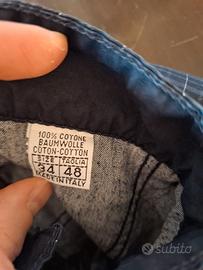 100% COTONE
BAUMWOLLE
COTON-COTTON
SIZE TAGLIA
34 48
MADE IN ITALY
subito